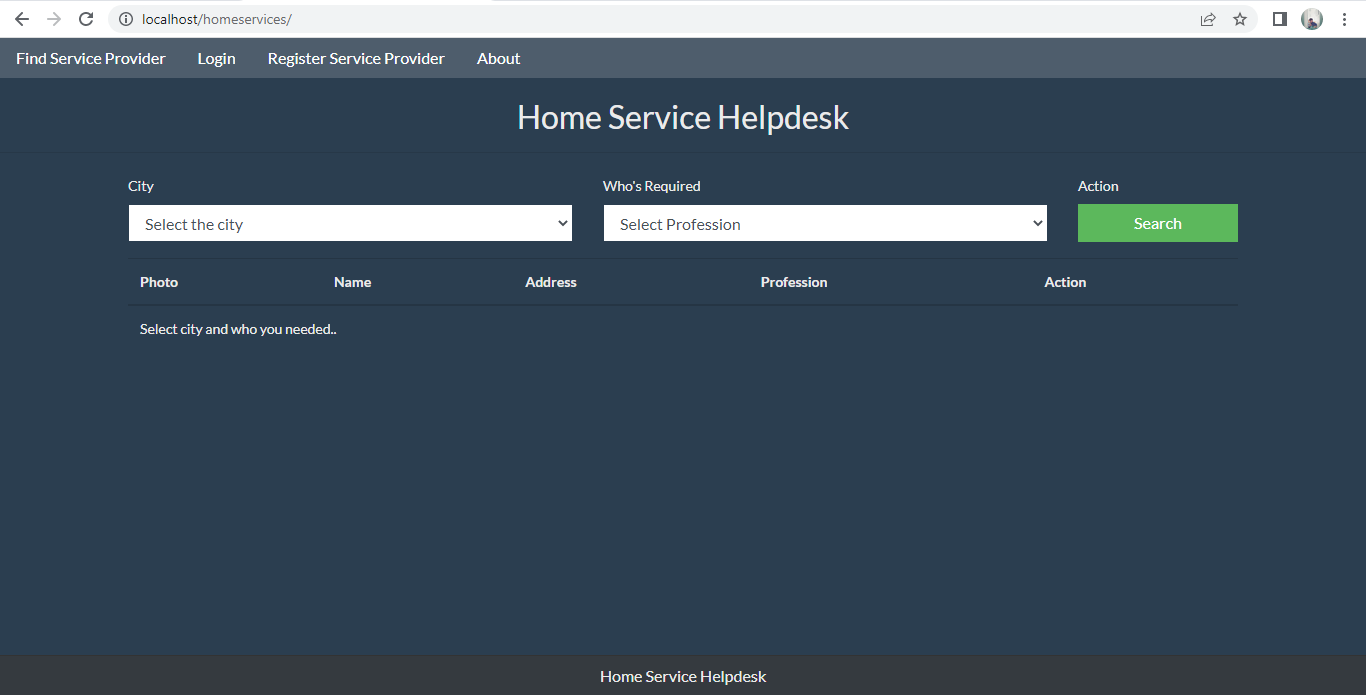 localhost/homeservices/
Find Service Provider Login Register Service Provider About
Home Service Helpdesk
City Who's Required Action
Select the city Select Profession Search
Photo Name Address Profession Action
Select city and who you needed..
Home Service Helpdesk